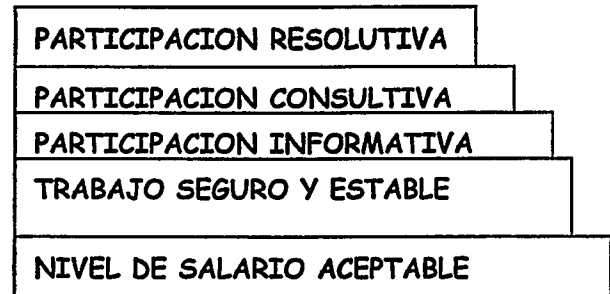 PARTICIPACION RESOLUTIVA
PARTICIPACION CONSULTIVA
PARTICIPACION INFORMATIVA
TRABAJO SEGURO Y ESTABLE
NIVEL DE SALARIO ACEPTABLE